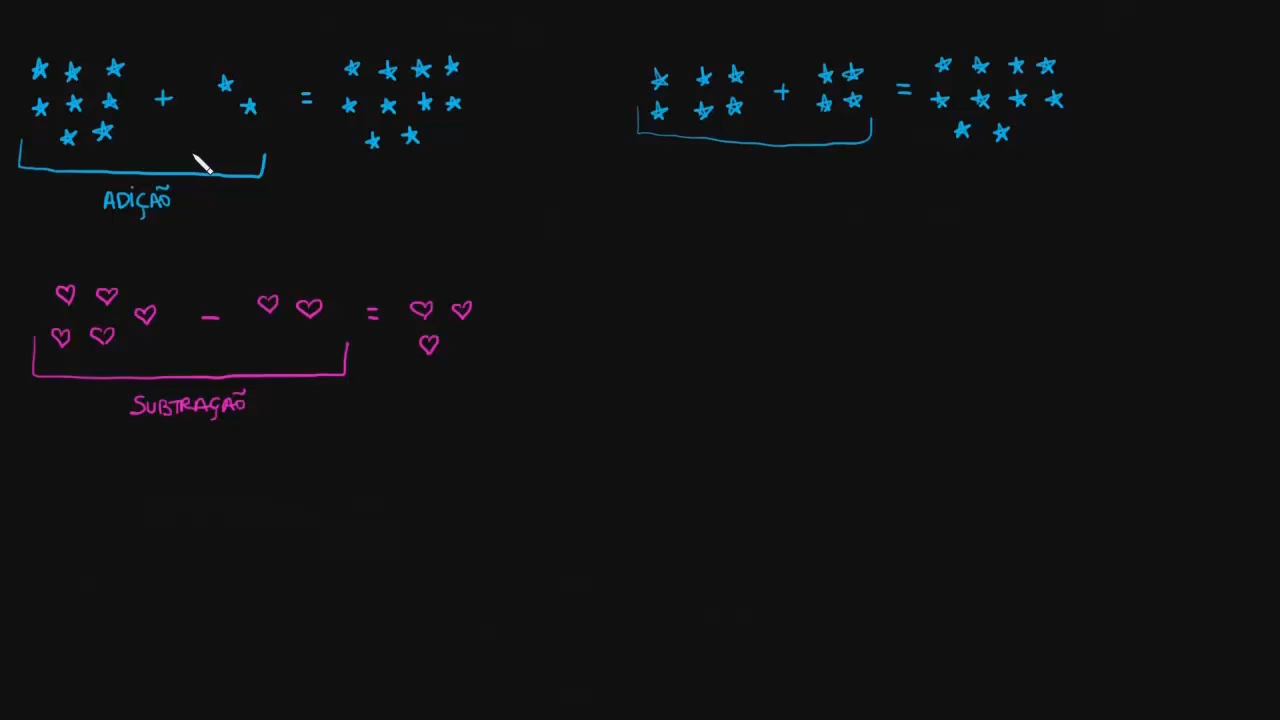 + =
+ =
ADIÇÃO
- =
SUBTRAÇÃO